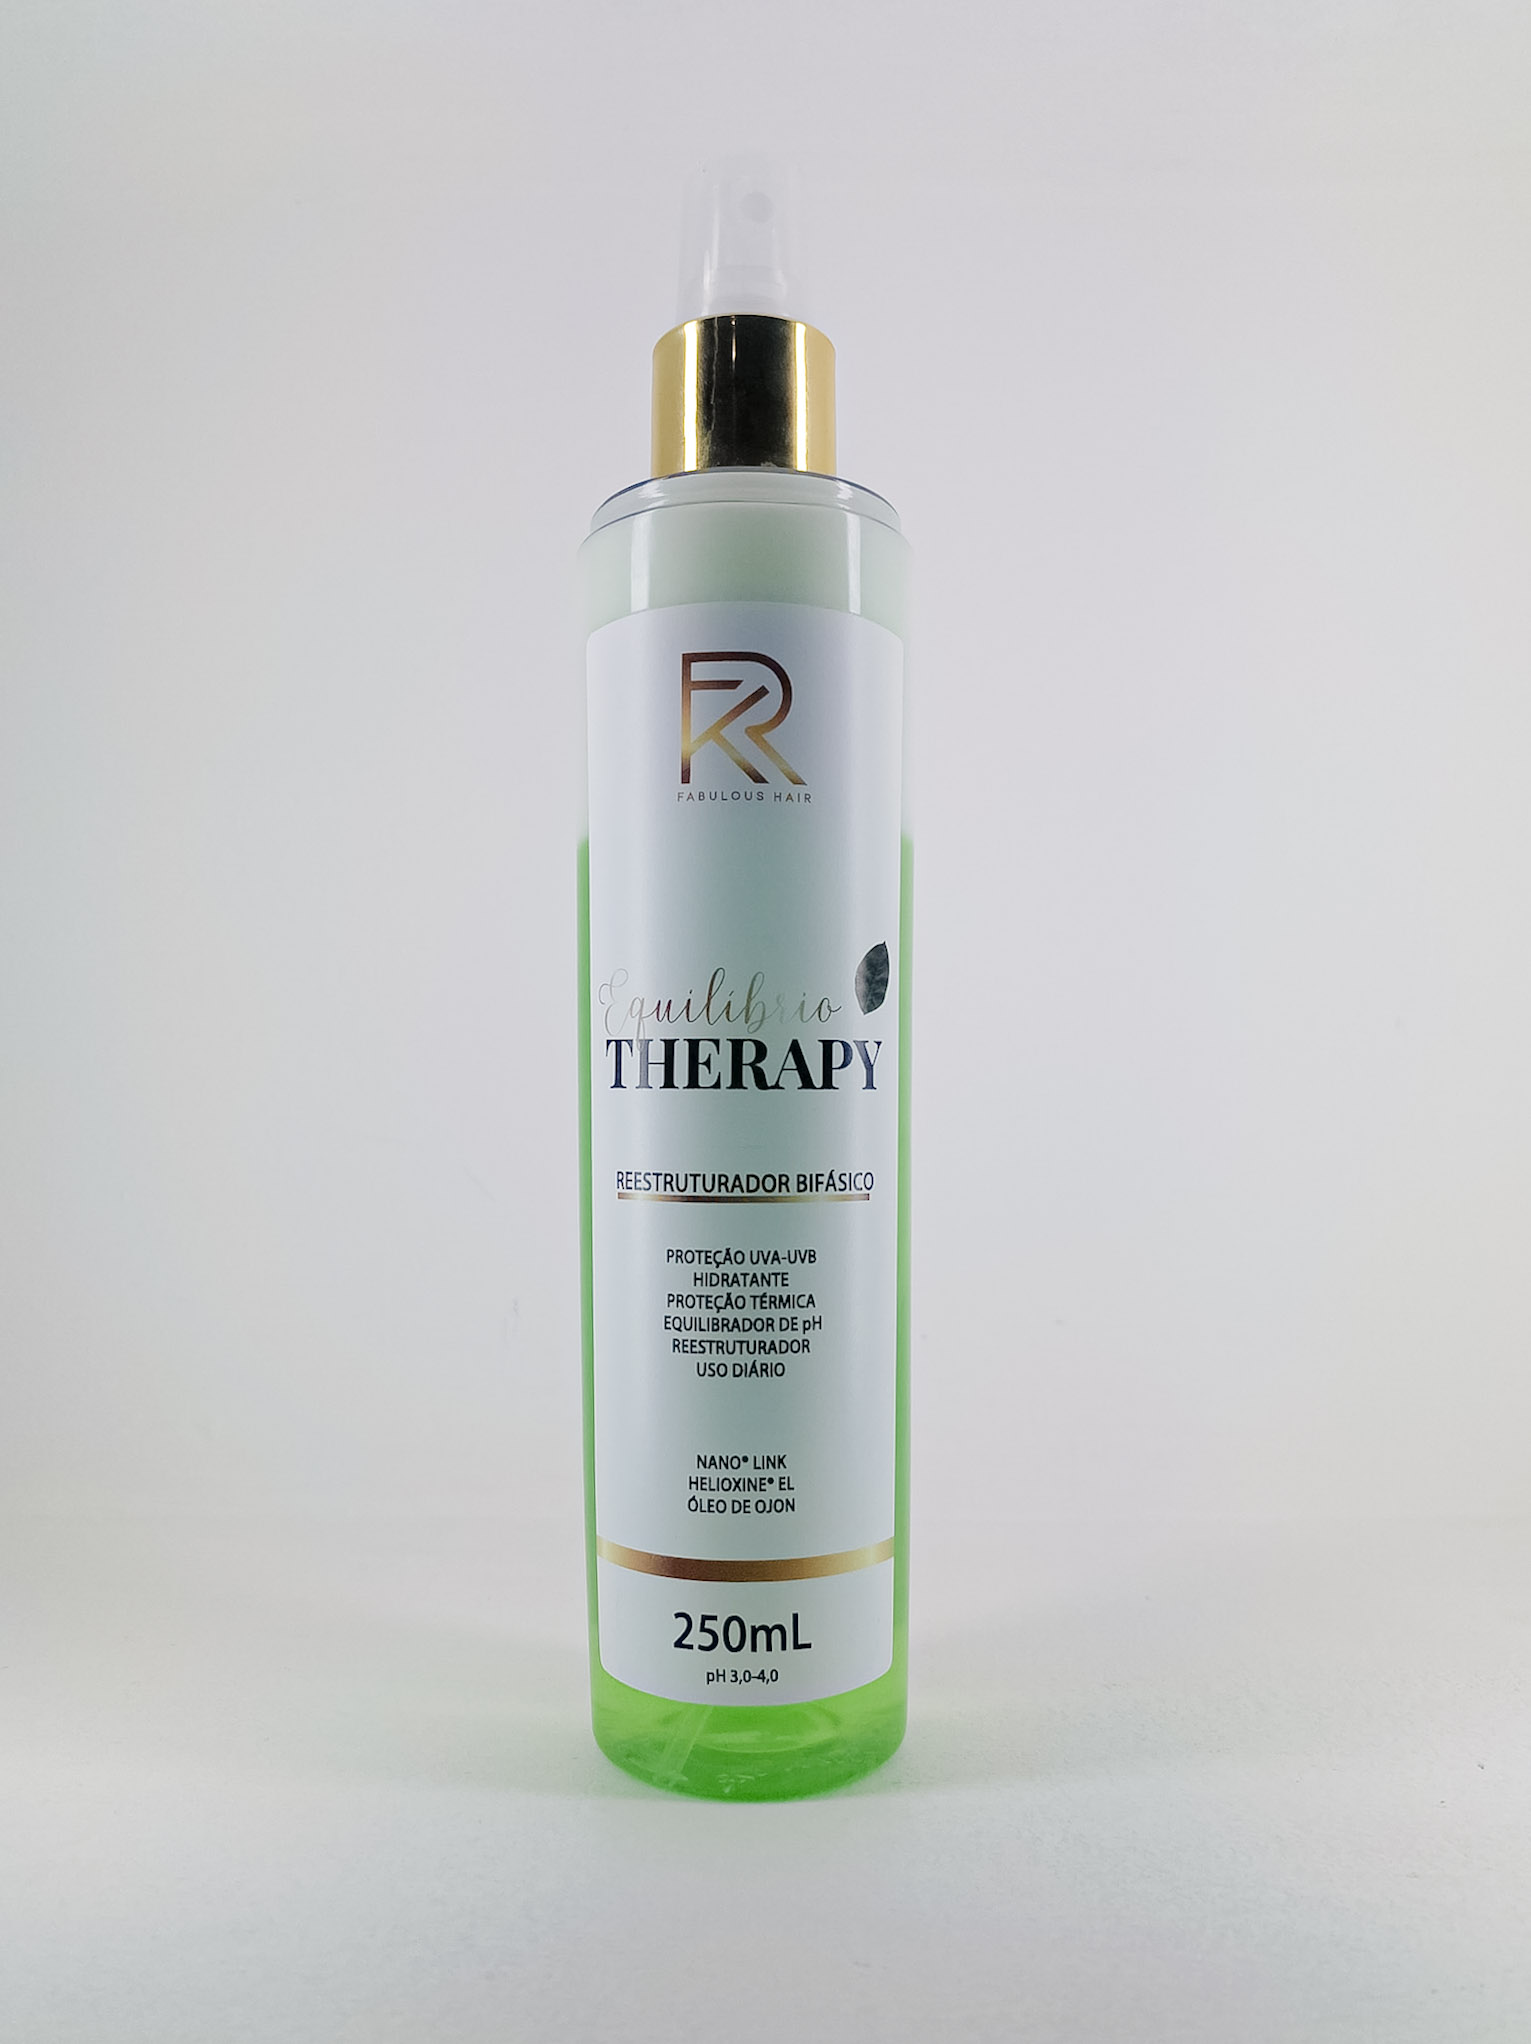 RK
FABULOUS HAIR
Equilíbrio
THERAPY
REESTRUTURADOR BIFÁSICO
PROTEÇÃO UVA-UVB
HIDRATANTE
PROTEÇÃO TÉRMICA
EQUILIBRADOR DE pH
REESTRUTURADOR
USO DIÁRIO
NANO® LINK
HELIOXINE® EL
ÓLEO DE OJON
250mL
pH 3,0-4,0